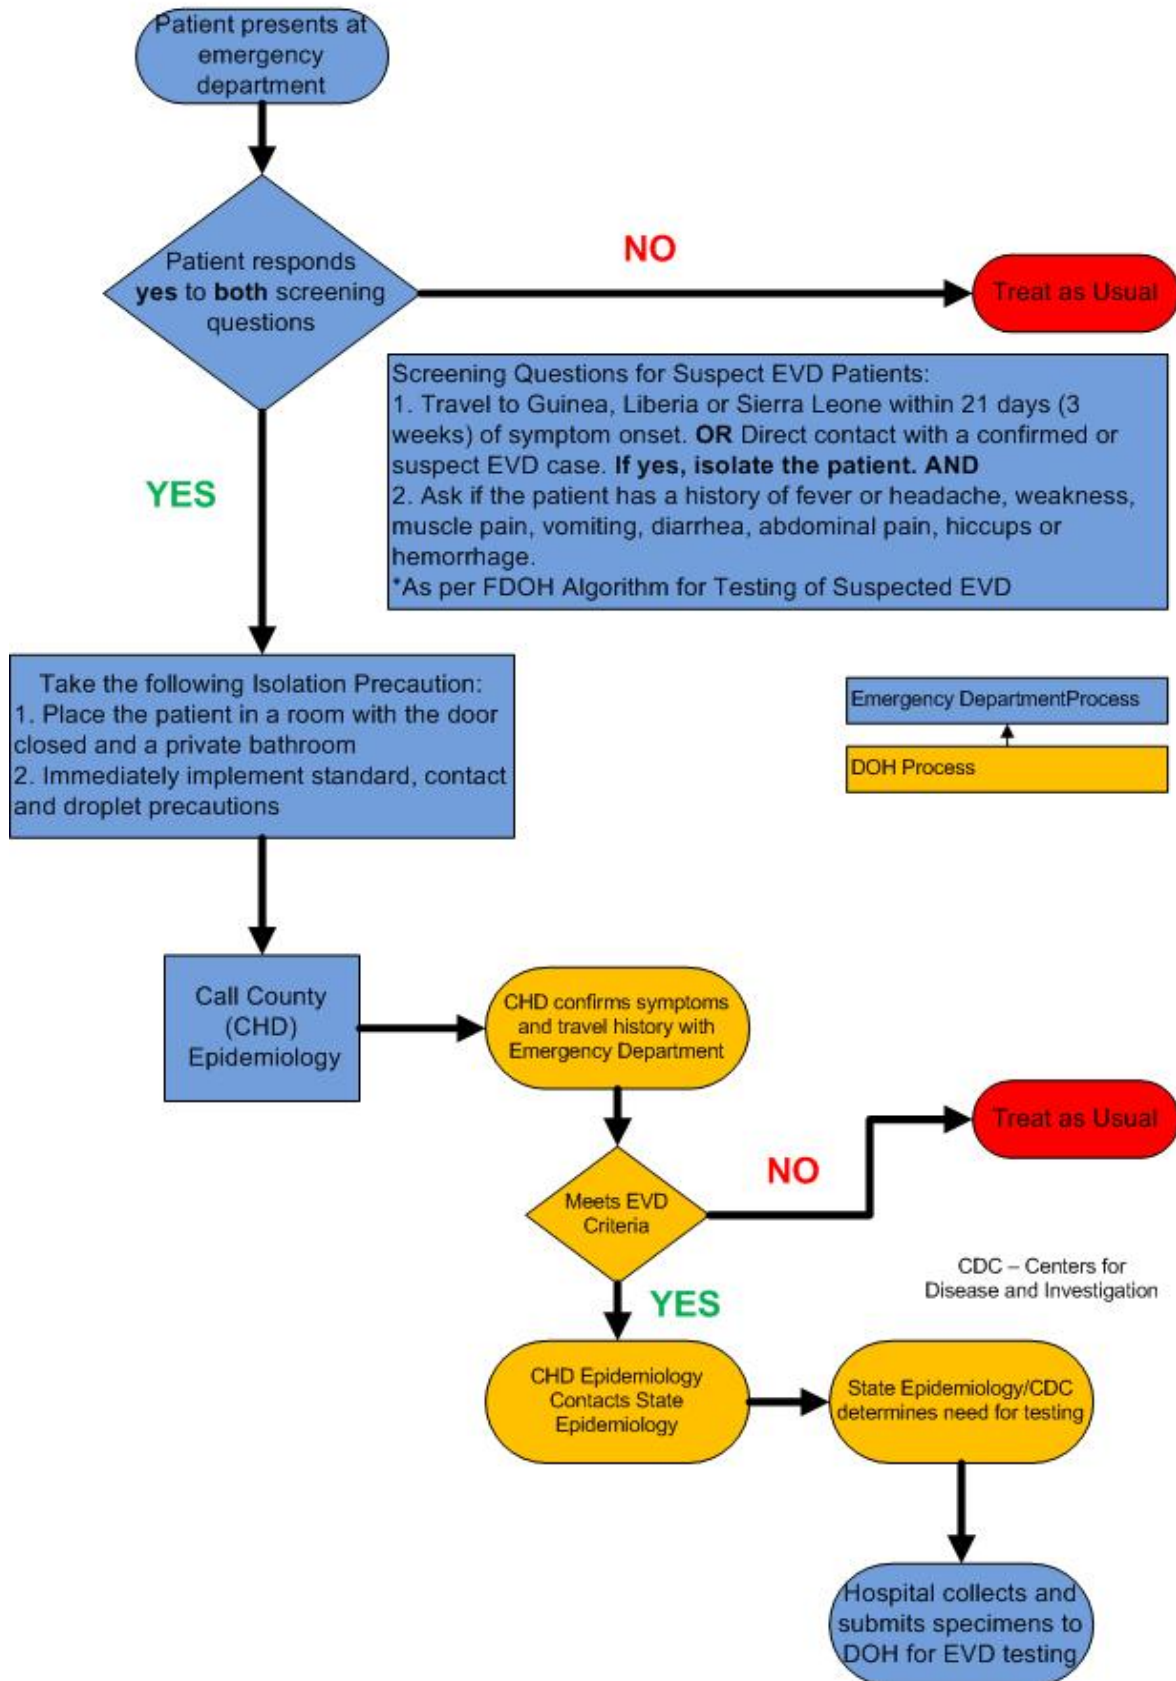 Patient presents at
emergency
department
Patient responds
yes to both screening
questions
NO
Treat as Usual
Screening Questions for Suspect EVD Patients:
1. Travel to Guinea, Liberia or Sierra Leone within 21 days (3
weeks) of symptom onset. OR Direct contact with a confirmed or
suspect EVD case. If yes, isolate the patient. AND
2. Ask if the patient has a history of fever or headache, weakness,
muscle pain, vomiting, diarrhea, abdominal pain, hiccups or
hemorrhage.
*As per FDOH Algorithm for Testing of Suspected EVD
YES
Take the following Isolation Precaution:
1. Place the patient in a room with the door
closed and a private bathroom
2. Immediately implement standard, contact
and droplet precautions
Emergency DepartmentProcess
DOH Process
Call County
(CHD)
Epidemiology
CHD confirms symptoms
and travel history with
Emergency Department
Meets EVD
Criteria
NO
Treat as Usual
CDC – Centers for
Disease and Investigation
YES
CHD Epidemiology
Contacts State
Epidemiology
State Epidemiology/CDC
determines need for testing
Hospital collects and
submits specimens to
DOH for EVD testing